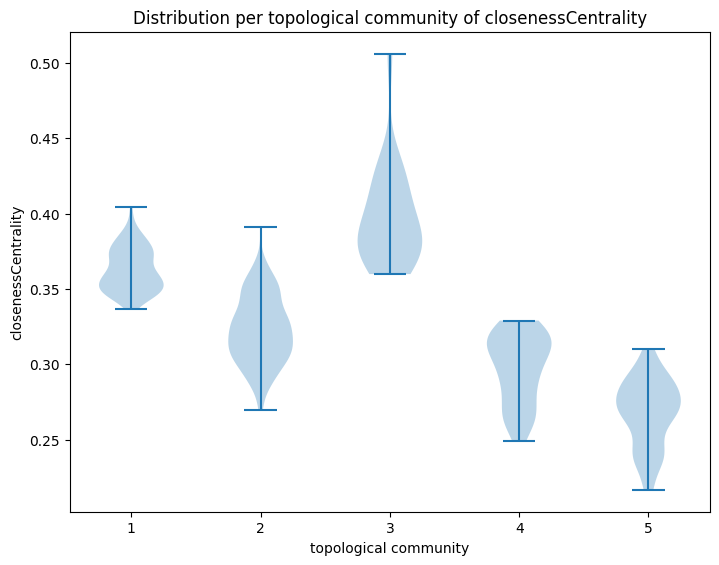 Distribution per topological community of closenessCentrality
closenessCentrality
0.50
0.45
0.40
0.35
0.30
0.25
1 2 3 4 5
topological community